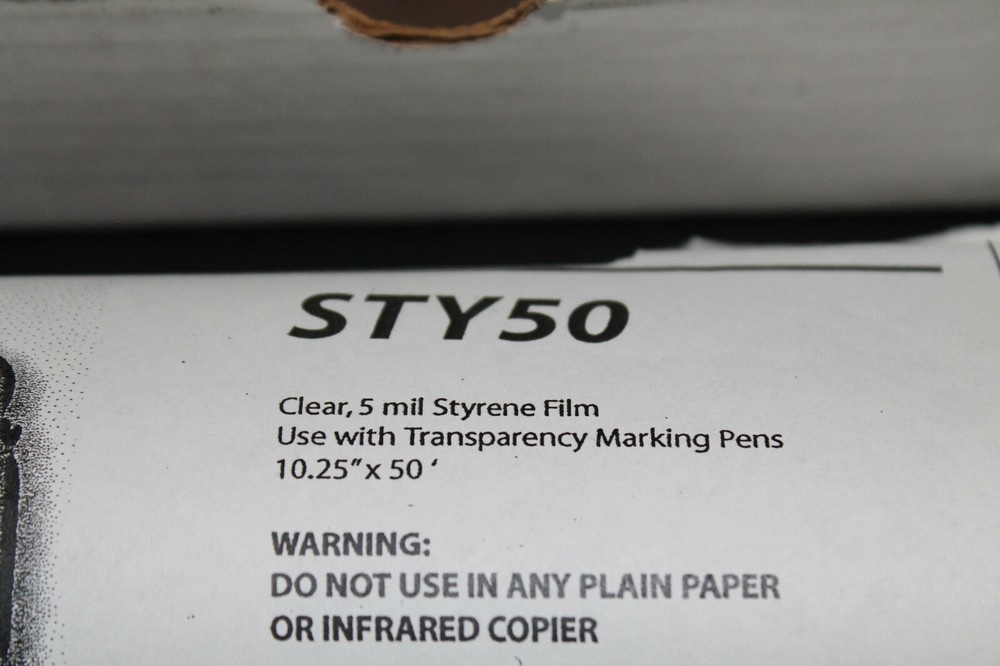 STY50
Clear, 5 mil Styrene Film
Use with Transparency Marking Pens
10.25" x 50 '
WARNING:
DO NOT USE IN ANY PLAIN PAPER
OR INFRARED COPIER